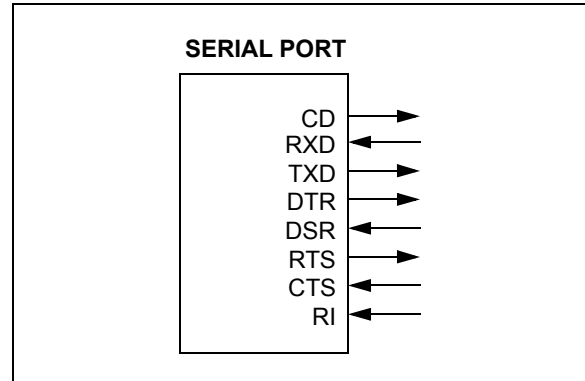 SERIAL PORT
CD
RXD
TXD
DTR
DSR
RTS
CTS
RI